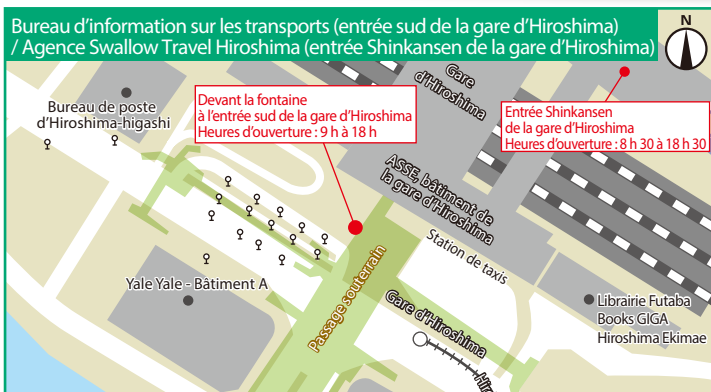 Bureau d'information sur les transports (entrée sud de la gare d'Hiroshima)
/ Agence Swallow Travel Hiroshima (entrée Shinkansen de la gare d'Hiroshima)
N
Bureau de poste
d'Hiroshima-higashi
Devant la fontaine
à l'entrée sud de la gare d'Hiroshima
Heures d'ouverture : 9 h à 18 h
Gare
d'Hiroshima
Entrée Shinkansen
de la gare d'Hiroshima
Heures d'ouverture : 8 h 30 à 18 h 30
ASSE, bâtiment de
la gare d'Hiroshima
Station de taxis
Yale Yale - Bâtiment A
Passage souterrain
Gare d'Hiroshima
Librairie Futaba
Books GIGA
Hiroshima Ekimae